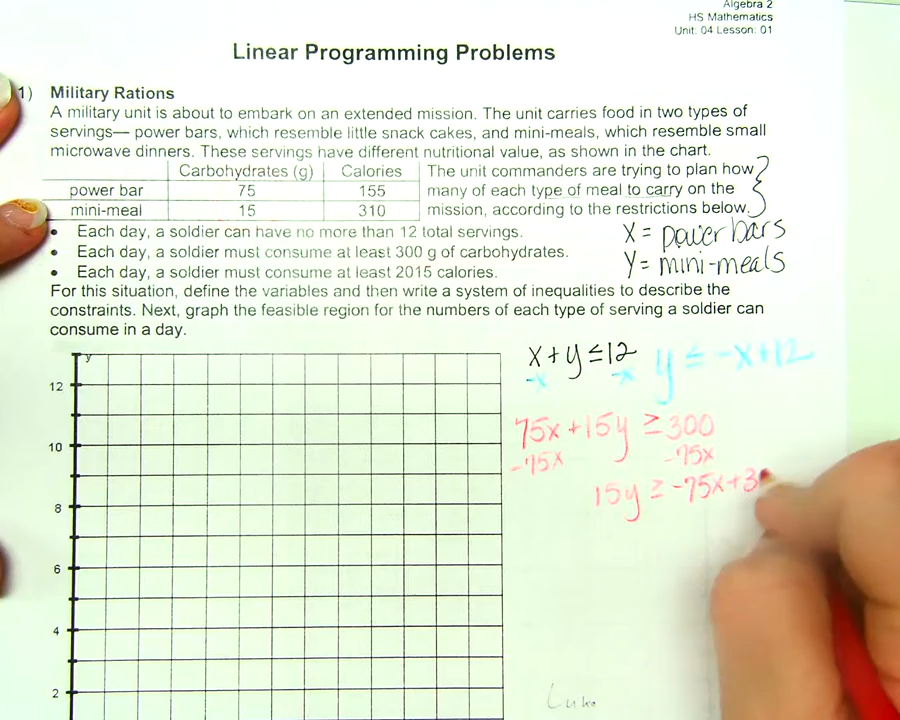 Algebra 2
HS Mathematics
Unit: 04 Lesson: 01
Linear Programming Problems
1) Military Rations
A military unit is about to embark on an extended mission. The unit carries food in two types of
servings— power bars, which resemble little snack cakes, and mini-meals, which resemble small
microwave dinners. These servings have different nutritional value, as shown in the chart.
Carbohydrates (g) Calories
power bar 75 155
mini-meal 15 310
The unit commanders are trying to plan how
many of each type of meal to carry on the
mission, according to the restrictions below.
x = power bars
y = mini-meals
• Each day, a soldier can have no more than 12 total servings.
• Each day, a soldier must consume at least 300 g of carbohydrates.
• Each day, a soldier must consume at least 2015 calories.
For this situation, define the variables and then write a system of inequalities to describe the
constraints. Next, graph the feasible region for the numbers of each type of serving a soldier can
consume in a day.
y
12
10
8
6
4
2
x + y ≤ 12 y ≤ -x + 12
-x -x
75x + 15y ≥ 300
-75x -75x
15y ≥ -75x + 3